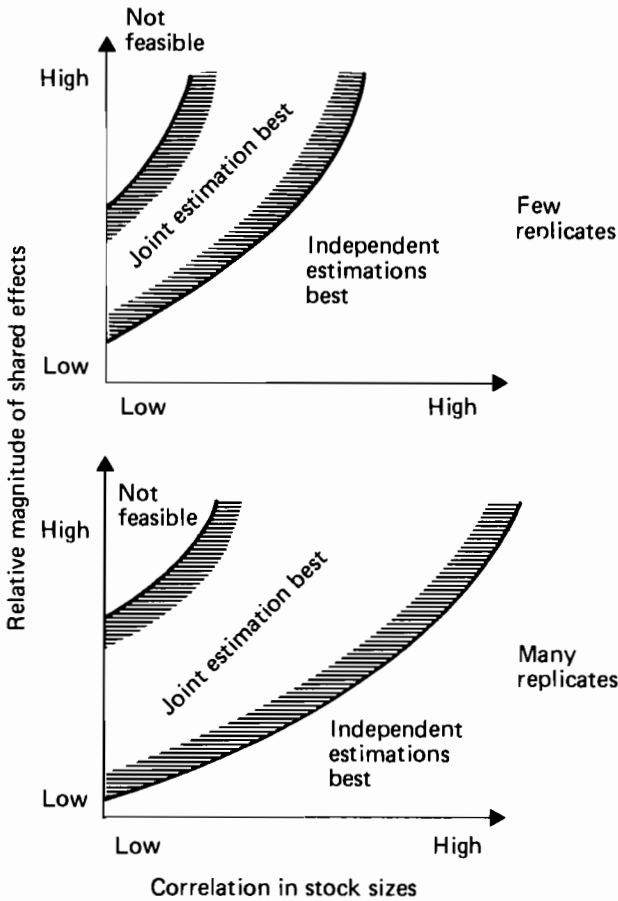 Not
feasible
High
Joint estimation best
Few
replicates
Independent
estimations
best
Low
Low
High
Relative magnitude of shared effects
Not
feasible
High
Joint estimation best
Many
replicates
Independent
estimations
best
Low
Low
High
Correlation in stock sizes